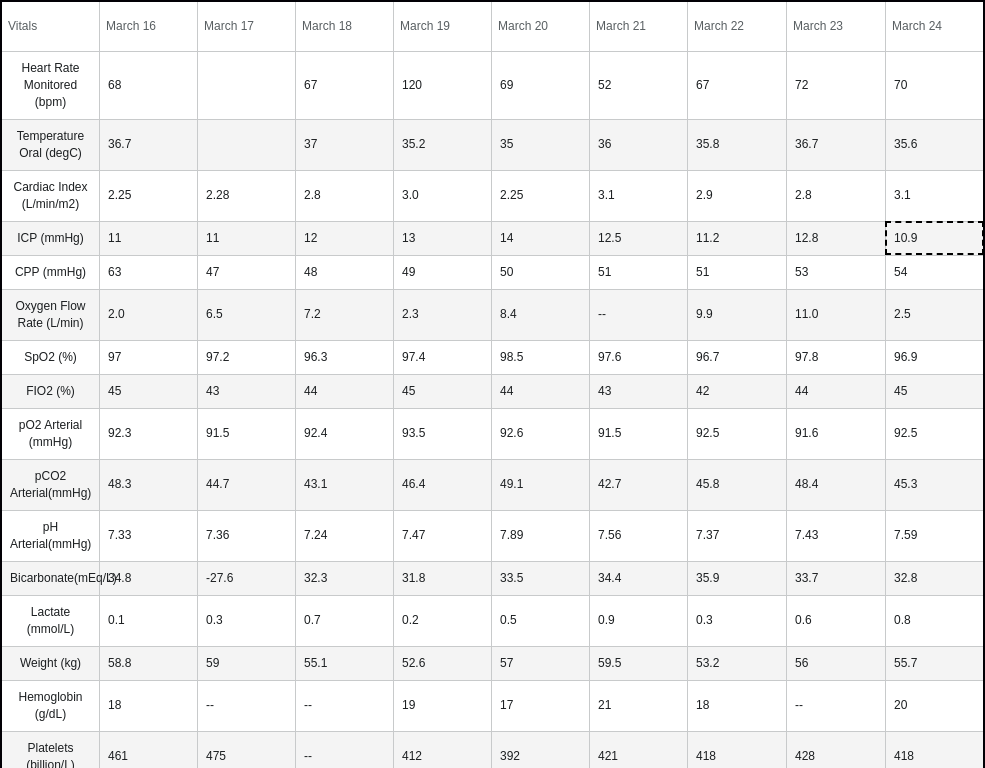 Vitals March 16 March 17 March 18 March 19 March 20 March 21 March 22 March 23 March 24
Heart Rate
Monitored
(bpm)
68 67 120 69 52 67 72 70
Temperature
Oral (degC)
36.7 37 35.2 35 36 35.8 36.7 35.6
Cardiac Index
(L/min/m2)
2.25 2.28 2.8 3.0 2.25 3.1 2.9 2.8 3.1
ICP (mmHg) 11 11 12 13 14 12.5 11.2 12.8 10.9
CPP (mmHg) 63 47 48 49 50 51 51 53 54
Oxygen Flow
Rate (L/min)
2.0 6.5 7.2 2.3 8.4 -- 9.9 11.0 2.5
SpO2 (%) 97 97.2 96.3 97.4 98.5 97.6 96.7 97.8 96.9
FIO2 (%) 45 43 44 45 44 43 42 44 45
pO2 Arterial
(mmHg)
92.3 91.5 92.4 93.5 92.6 91.5 92.5 91.6 92.5
pCO2
Arterial(mmHg)
48.3 44.7 43.1 46.4 49.1 42.7 45.8 48.4 45.3
pH
Arterial(mmHg)
7.33 7.36 7.24 7.47 7.89 7.56 7.37 7.43 7.59
Bicarbonate(mEq/L) 34.8 -27.6 32.3 31.8 33.5 34.4 35.9 33.7 32.8
Lactate
(mmol/L)
0.1 0.3 0.7 0.2 0.5 0.9 0.3 0.6 0.8
Weight (kg) 58.8 59 55.1 52.6 57 59.5 53.2 56 55.7
Hemoglobin
(g/dL)
18 -- -- 19 17 21 18 -- 20
Platelets
(billion/L)
461 475 -- 412 392 421 418 428 418